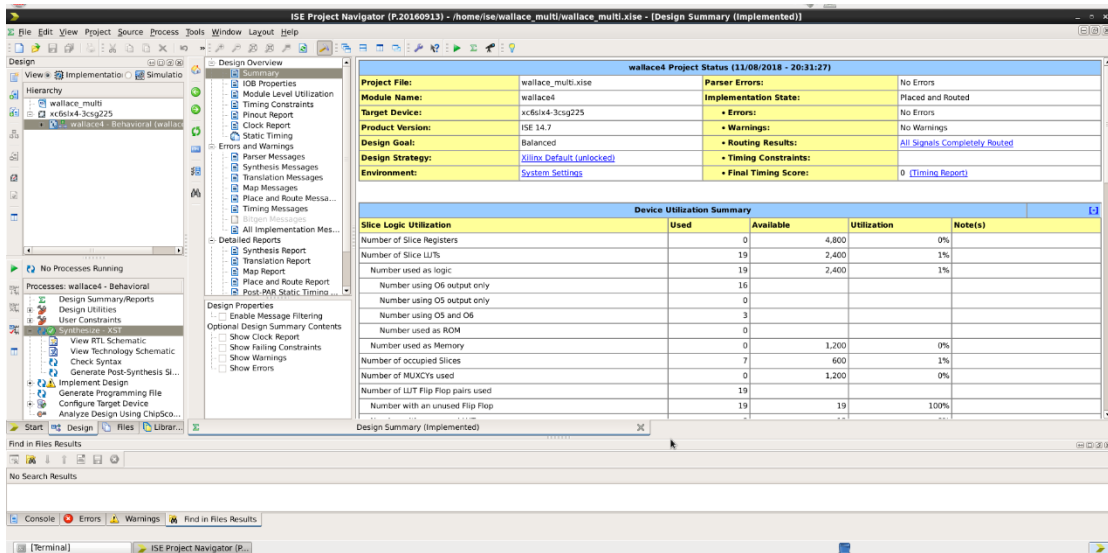 ISE Project Navigator (P.20160913) - /home/ise/wallace_multi/wallace_multi.xise - [Design Summary (Implemented)]
File Edit View Project Source Process Tools Window Layout Help
Design
View: Implementatio Simulatio
Hierarchy
wallace_multi
xc6slx4-3csg225
wallace4 - Behavioral (wallac
No Processes Running
Processes: wallace4 - Behavioral
Design Summary/Reports
Design Utilities
User Constraints
Synthesize - XST
View RTL Schematic
View Technology Schematic
Check Syntax
Generate Post-Synthesis Si...
Implement Design
Generate Programming File
Configure Target Device
Analyze Design Using ChipSco...
Start Design Files Librar...
Design Overview
Summary
IOB Properties
Module Level Utilization
Timing Constraints
Pinout Report
Clock Report
Static Timing
Errors and Warnings
Parser Messages
Synthesis Messages
Translation Messages
Map Messages
Place and Route Messa...
Timing Messages
Bitgen Messages
All Implementation Mes...
Detailed Reports
Synthesis Report
Translation Report
Map Report
Place and Route Report
Post-PAR Static Timing ...
Design Properties
Enable Message Filtering
Optional Design Summary Contents
Show Clock Report
Show Failing Constraints
Show Warnings
Show Errors
wallace4 Project Status (11/08/2018 - 20:31:27)
Project File: wallace_multi.xise Parser Errors: No Errors
Module Name: wallace4 Implementation State: Placed and Routed
Target Device: xc6slx4-3csg225 • Errors: No Errors
Product Version: ISE 14.7 • Warnings: No Warnings
Design Goal: Balanced • Routing Results: All Signals Completely Routed
Design Strategy: Xilinx Default (unlocked) • Timing Constraints:
Environment: System Settings • Final Timing Score: 0 (Timing Report)
Device Utilization Summary [-]
Slice Logic Utilization Used Available Utilization Note(s)
Number of Slice Registers 0 4,800 0%
Number of Slice LUTs 19 2,400 1%
Number used as logic 19 2,400 1%
Number using O6 output only 16
Number using O5 output only 0
Number using O5 and O6 3
Number used as ROM 0
Number used as Memory 0 1,200 0%
Number of occupied Slices 7 600 1%
Number of MUXCYs used 0 1,200 0%
Number of LUT Flip Flop pairs used 19
Number with an unused Flip Flop 19 19 100%
Design Summary (Implemented)
Find in Files Results
No Search Results
Console Errors Warnings Find in Files Results
[Terminal] ISE Project Navigator (P...